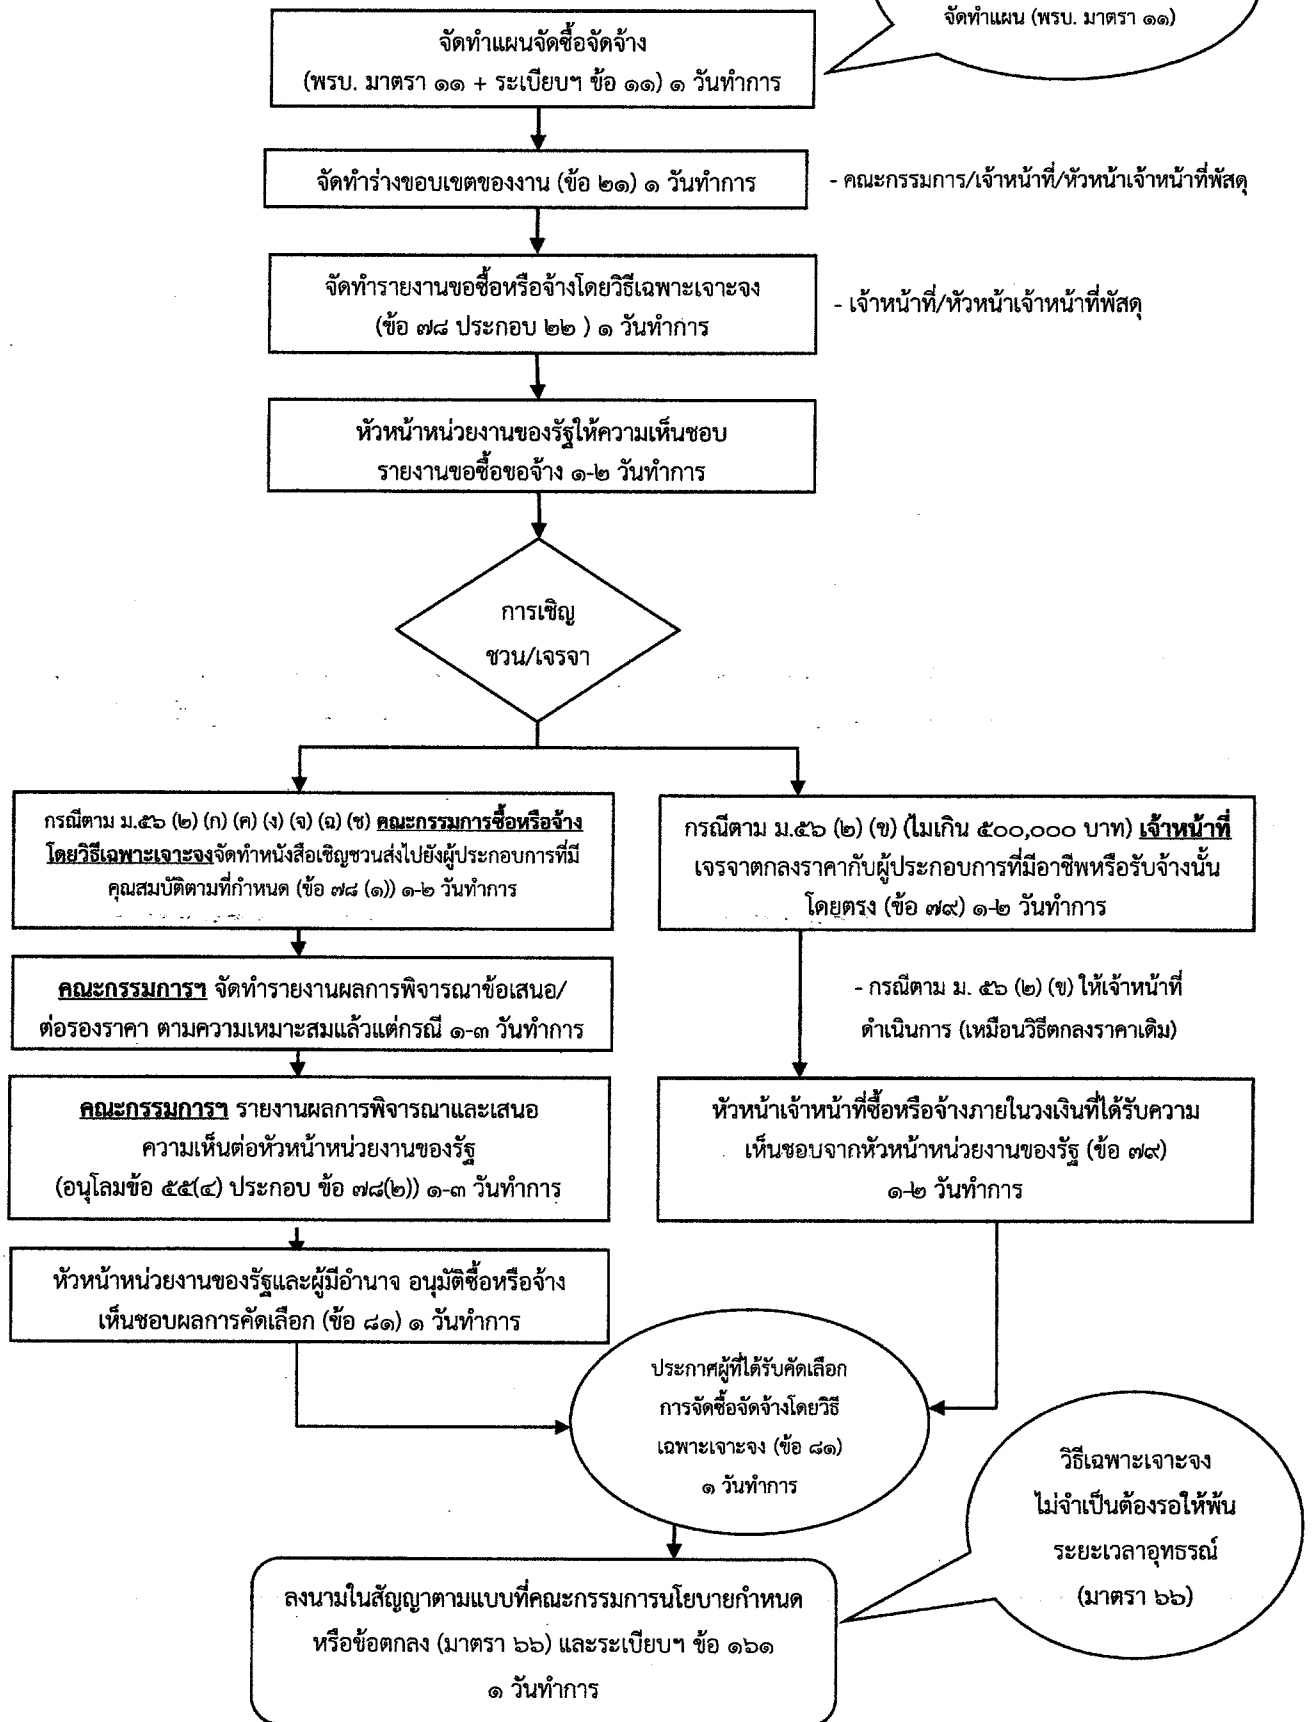 จัดทำแผน (พรบ. มาตรา ๑๑)
จัดทำแผนจัดซื้อจัดจ้าง
(พรบ. มาตรา ๑๑ + ระเบียบฯ ข้อ ๑๑) ๑ วันทำการ
จัดทำร่างขอบเขตของงาน (ข้อ ๒๑) ๑ วันทำการ
- คณะกรรมการ/เจ้าหน้าที่/หัวหน้าเจ้าหน้าที่พัสดุ
จัดทำรายงานขอซื้อหรือจ้างโดยวิธีเฉพาะเจาะจง
(ข้อ ๗๘ ประกอบ ๒๒ ) ๑ วันทำการ
- เจ้าหน้าที่/หัวหน้าเจ้าหน้าที่พัสดุ
หัวหน้าหน่วยงานของรัฐให้ความเห็นชอบ
รายงานขอซื้อขอจ้าง ๑-๒ วันทำการ
การเชิญ
ชวน/เจรจา
กรณีตาม ม.๕๖ (๒) (ก) (ค) (ง) (จ) (ฉ) (ช) คณะกรรมการซื้อหรือจ้าง
โดยวิธีเฉพาะเจาะจงจัดทำหนังสือเชิญชวนส่งไปยังผู้ประกอบการที่มี
คุณสมบัติตามที่กำหนด (ข้อ ๗๘ (๑)) ๑-๒ วันทำการ
กรณีตาม ม.๕๖ (๒) (ข) (ไม่เกิน ๕๐๐,๐๐๐ บาท) เจ้าหน้าที่
เจรจาตกลงราคากับผู้ประกอบการที่มีอาชีพหรือรับจ้างนั้น
โดยตรง (ข้อ ๗๙) ๑-๒ วันทำการ
คณะกรรมการฯ จัดทำรายงานผลการพิจารณาข้อเสนอ/
ต่อรองราคา ตามความเหมาะสมแล้วแต่กรณี ๑-๓ วันทำการ
- กรณีตาม ม. ๕๖ (๒) (ข) ให้เจ้าหน้าที่
ดำเนินการ (เหมือนวิธีตกลงราคาเดิม)
คณะกรรมการฯ รายงานผลการพิจารณาและเสนอ
ความเห็นต่อหัวหน้าหน่วยงานของรัฐ
(อนุโลมข้อ ๕๕(๔) ประกอบ ข้อ ๗๘(๒)) ๑-๓ วันทำการ
หัวหน้าเจ้าหน้าที่ซื้อหรือจ้างภายในวงเงินที่ได้รับความ
เห็นชอบจากหัวหน้าหน่วยงานของรัฐ (ข้อ ๗๙)
๑-๒ วันทำการ
หัวหน้าหน่วยงานของรัฐและผู้มีอำนาจ อนุมัติซื้อหรือจ้าง
เห็นชอบผลการคัดเลือก (ข้อ ๘๑) ๑ วันทำการ
ประกาศผู้ที่ได้รับคัดเลือก
การจัดซื้อจัดจ้างโดยวิธี
เฉพาะเจาะจง (ข้อ ๘๑)
๑ วันทำการ
วิธีเฉพาะเจาะจง
ไม่จำเป็นต้องรอให้พ้น
ระยะเวลาอุทธรณ์
(มาตรา ๖๖)
ลงนามในสัญญาตามแบบที่คณะกรรมการนโยบายกำหนด
หรือข้อตกลง (มาตรา ๖๖) และระเบียบฯ ข้อ ๑๖๑
๑ วันทำการ